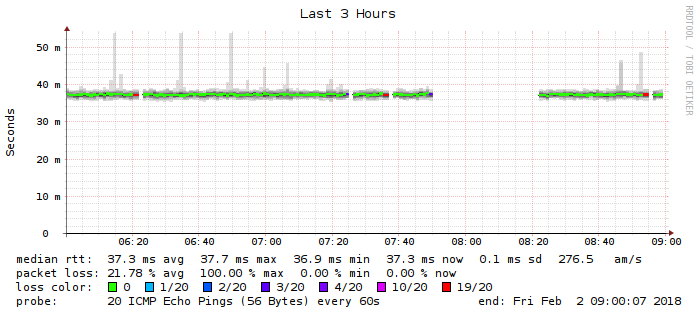 Last 3 Hours
RRDTOOL / TOBI OETIKER
Seconds
50 m
40 m
30 m
20 m
10 m
0
06:20 06:40 07:00 07:20 07:40 08:00 08:20 08:40 09:00
median rtt: 37.3 ms avg 37.7 ms max 36.9 ms min 37.3 ms now 0.1 ms sd 276.5 am/s
packet loss: 21.78 % avg 100.00 % max 0.00 % min 0.00 % now
loss color: 0 1/20 2/20 3/20 4/20 10/20 19/20
probe: 20 ICMP Echo Pings (56 Bytes) every 60s end: Fri Feb 2 09:00:07 2018